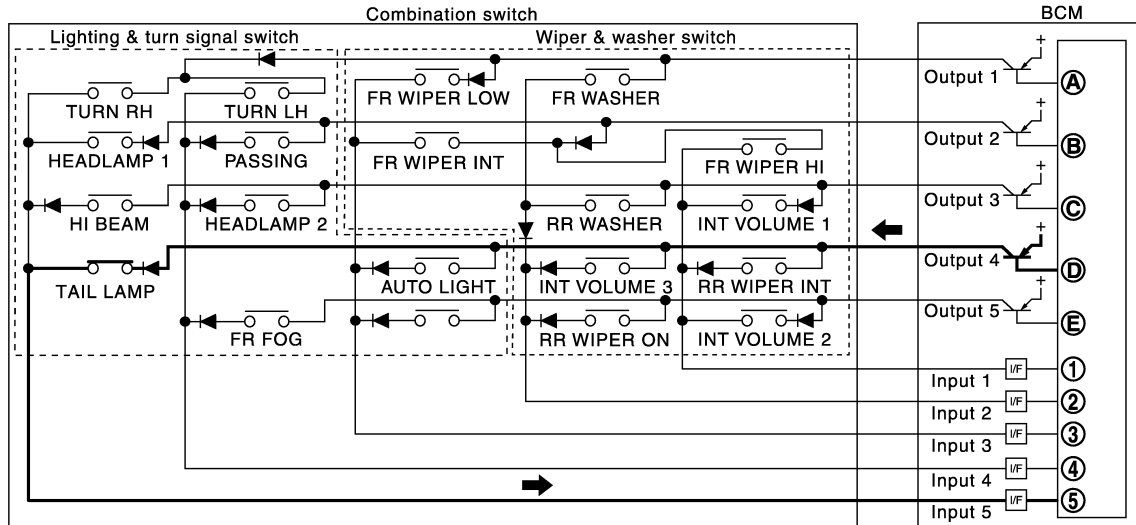 Combination switch
BCM
Lighting & turn signal switch
Wiper & washer switch
+
Output 1
A
TURN RH
TURN LH
FR WIPER LOW
FR WASHER
+
Output 2
B
HEADLAMP 1
PASSING
FR WIPER INT
FR WIPER HI
+
Output 3
C
HI BEAM
HEADLAMP 2
RR WASHER
INT VOLUME 1
+
Output 4
D
TAIL LAMP
AUTO LIGHT
INT VOLUME 3
RR WIPER INT
+
Output 5
E
FR FOG
RR WIPER ON
INT VOLUME 2
I/F
1
Input 1
I/F
2
Input 2
I/F
3
Input 3
I/F
4
Input 4
I/F
5
Input 5